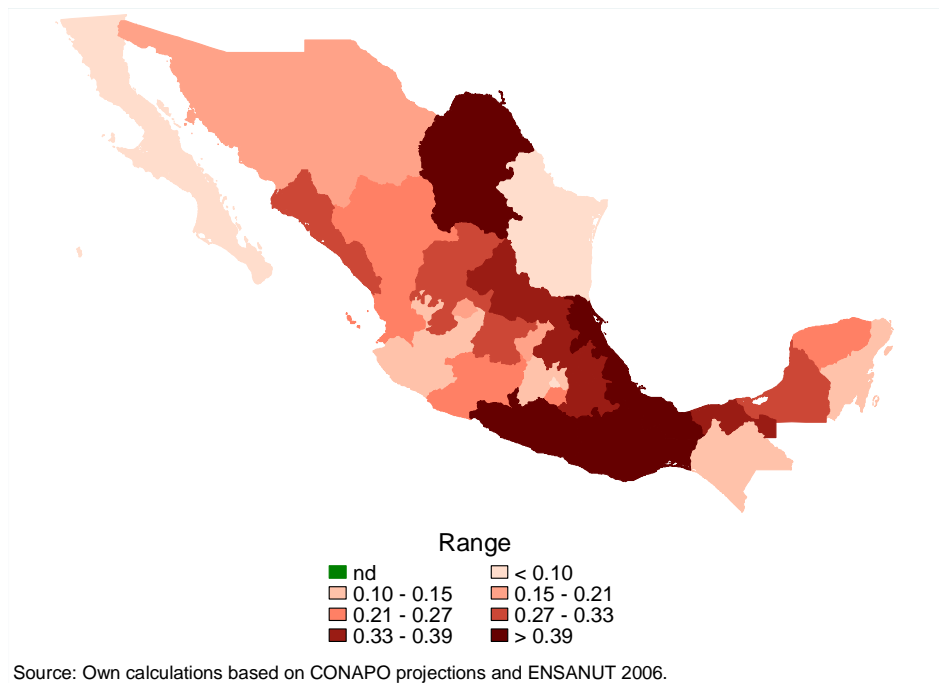 Range
nd
< 0.10
0.10 - 0.15
0.15 - 0.21
0.21 - 0.27
0.27 - 0.33
0.33 - 0.39
> 0.39
Source: Own calculations based on CONAPO projections and ENSANUT 2006.